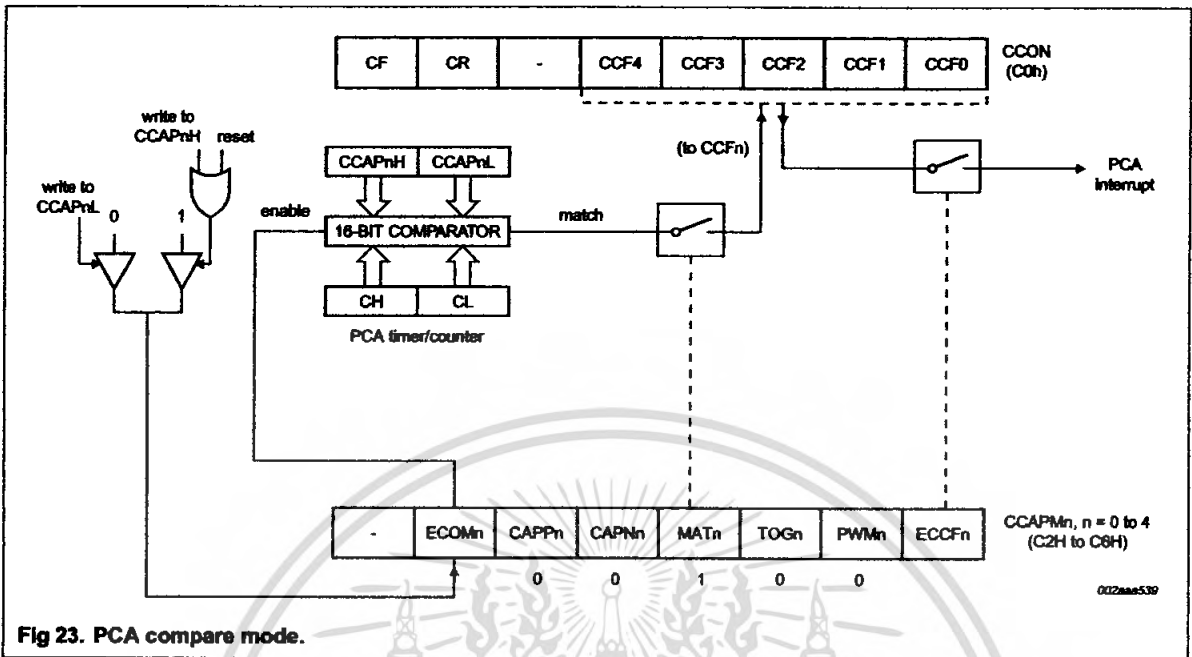 CF CR - CCF4 CCF3 CCF2 CCF1 CCF0
CCON
(C0h)
write to
CCAPnH reset
write to
CCAPnL
0 1
enable
CCAPnH CCAPnL
16-BIT COMPARATOR
CH CL
PCA timer/counter
match
(to CCFn)
PCA
interrupt
- ECOMn CAPPn CAPNn MATn TOGn PWMn ECCFn
0 0 1 0 0
CCAPMn, n = 0 to 4
(C2H to C6H)
002aaa539
Fig 23. PCA compare mode.